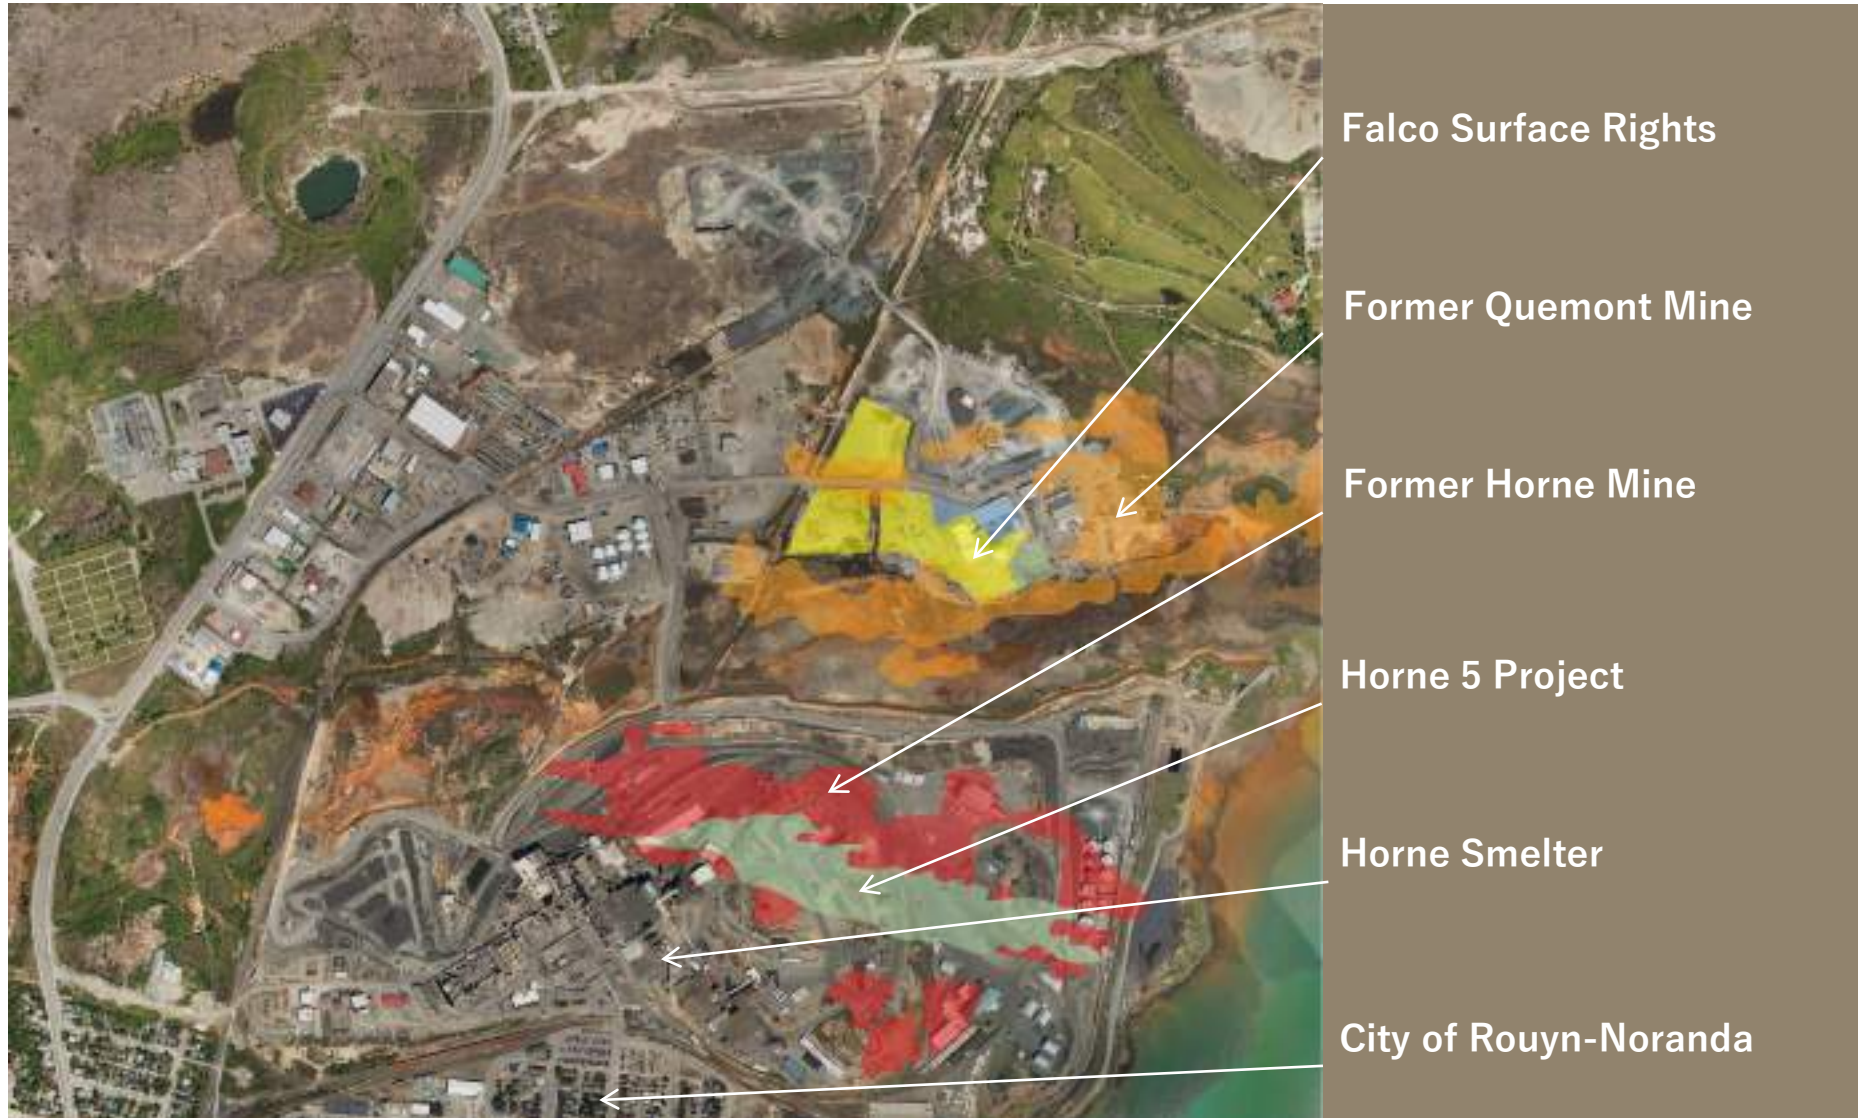 Falco Surface Rights
Former Quemont Mine
Former Horne Mine
Horne 5 Project
Horne Smelter
City of Rouyn-Noranda